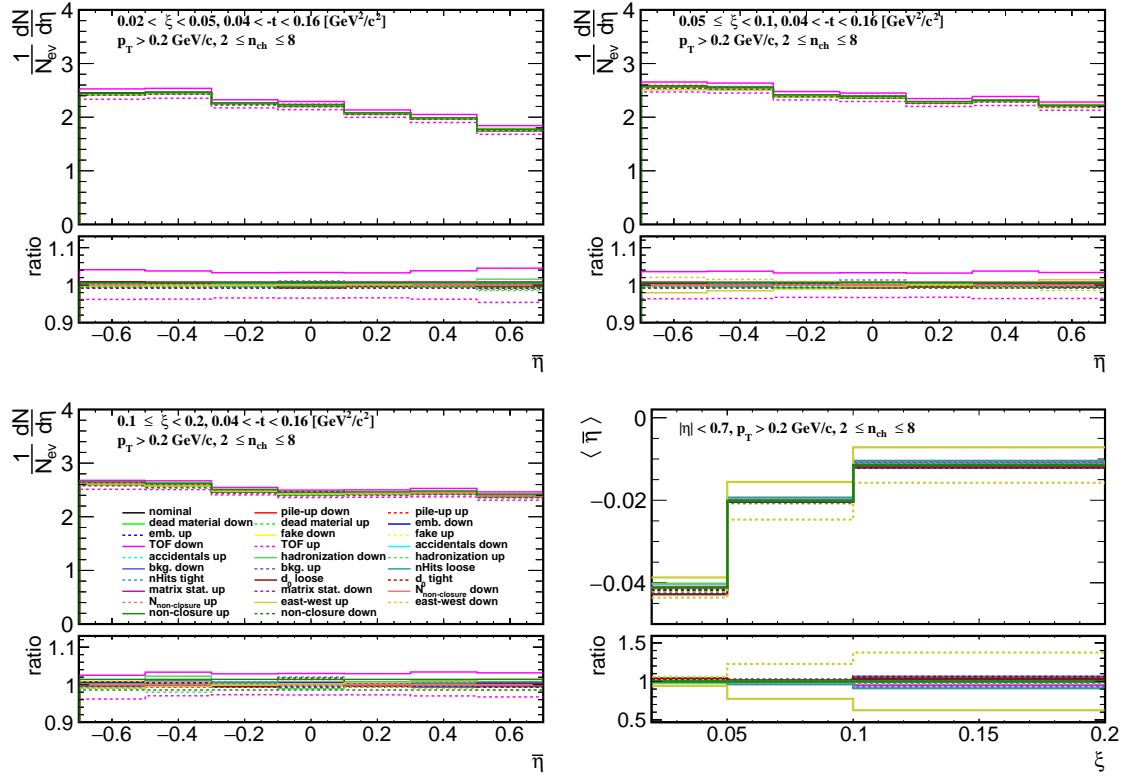 1/N_ev dN/dη
0.02 < ξ < 0.05, 0.04 < -t < 0.16 [GeV²/c²]
p_T > 0.2 GeV/c, 2 ≤ n_ch ≤ 8
4
3
2
1
0
ratio
1.1
1
0.9
−0.6 −0.4 −0.2 0 0.2 0.4 0.6
η̅
1/N_ev dN/dη
0.05 ≤ ξ < 0.1, 0.04 < -t < 0.16 [GeV²/c²]
p_T > 0.2 GeV/c, 2 ≤ n_ch ≤ 8
4
3
2
1
0
ratio
1.1
1
0.9
−0.6 −0.4 −0.2 0 0.2 0.4 0.6
η̅
1/N_ev dN/dη
0.1 ≤ ξ < 0.2, 0.04 < -t < 0.16 [GeV²/c²]
p_T > 0.2 GeV/c, 2 ≤ n_ch ≤ 8
4
3
2
1
0
nominal pile-up down pile-up up
dead material down dead material up emb. down
emb. up fake down fake up
TOF down TOF up accidentals down
accidentals up hadronization down hadronization up
bkg. down bkg. up nHits loose
nHits tight d_0 loose d_0 tight
matrix stat. up matrix stat. down N_non-closure down
N_non-closure up east-west up east-west down
non-closure up non-closure down
ratio
1.1
1
0.9
−0.6 −0.4 −0.2 0 0.2 0.4 0.6
η̅
⟨ η̅ ⟩
|η| < 0.7, p_T > 0.2 GeV/c, 2 ≤ n_ch ≤ 8
0
−0.02
−0.04
ratio
1.5
1
0.5
0.05 0.1 0.15 0.2
ξ